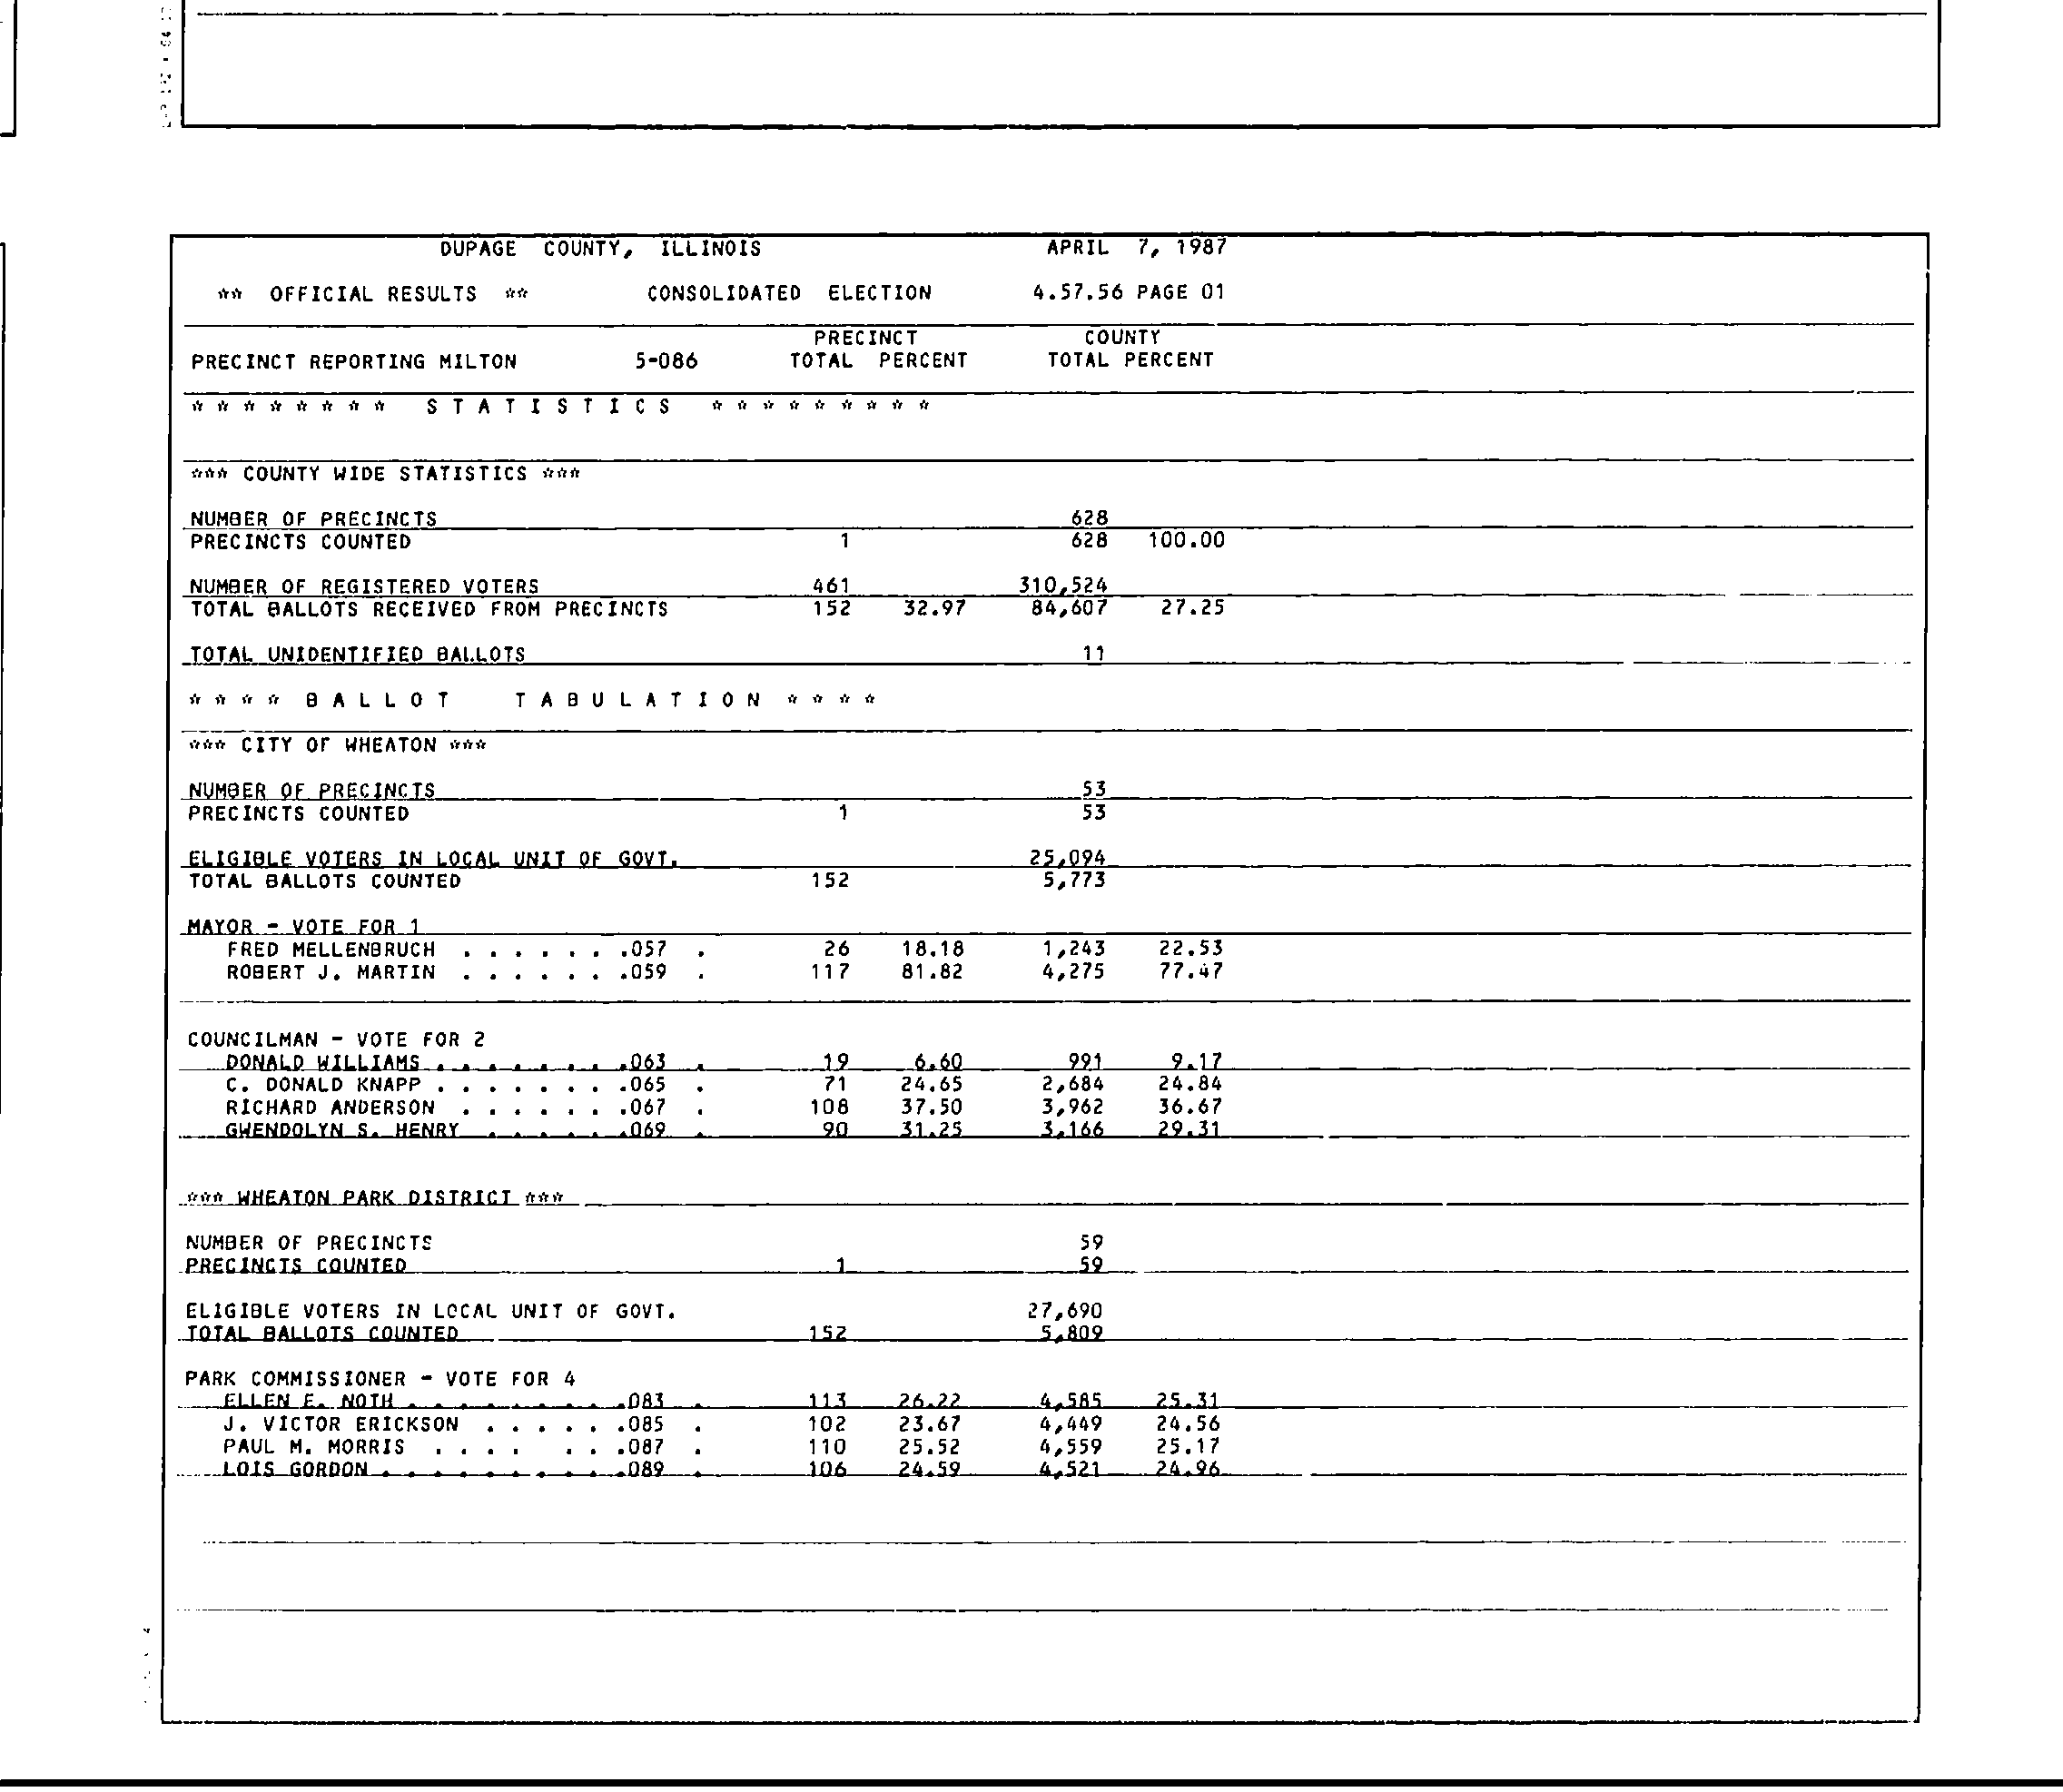 DUPAGE COUNTY, ILLINOIS APRIL 7, 1987
** OFFICIAL RESULTS ** CONSOLIDATED ELECTION 4.57.56 PAGE 01
PRECINCT COUNTY
PRECINCT REPORTING MILTON 5-086 TOTAL PERCENT TOTAL PERCENT
* * * * * * * * S T A T I S T I C S * * * * * * * * *
*** COUNTY WIDE STATISTICS ***
NUMBER OF PRECINCTS 628
PRECINCTS COUNTED 1 628 100.00
NUMBER OF REGISTERED VOTERS 461 310,524
TOTAL BALLOTS RECEIVED FROM PRECINCTS 152 32.97 84,607 27.25
TOTAL UNIDENTIFIED BALLOTS 11
* * * * B A L L O T T A B U L A T I O N * * * *
*** CITY OF WHEATON ***
NUMBER OF PRECINCTS 53
PRECINCTS COUNTED 1 53
ELIGIBLE VOTERS IN LOCAL UNIT OF GOVT. 25,094
TOTAL BALLOTS COUNTED 152 5,773
MAYOR - VOTE FOR 1
FRED MELLENBRUCH . . . . . . .057 . 26 18.18 1,243 22.53
ROBERT J. MARTIN . . . . . . .059 . 117 81.82 4,275 77.47
COUNCILMAN - VOTE FOR 2
DONALD WILLIAMS . . . . . . . .063 . 19 6.60 991 9.17
C. DONALD KNAPP . . . . . . . .065 . 71 24.65 2,684 24.84
RICHARD ANDERSON . . . . . . .067 . 108 37.50 3,962 36.67
GWENDOLYN S. HENRY . . . . . .069 . 90 31.25 3,166 29.31
*** WHEATON PARK DISTRICT ***
NUMBER OF PRECINCTS 59
PRECINCTS COUNTED 1 59
ELIGIBLE VOTERS IN LOCAL UNIT OF GOVT. 27,690
TOTAL BALLOTS COUNTED 152 5,809
PARK COMMISSIONER - VOTE FOR 4
ELLEN E. NOTH . . . . . . . . .083 . 113 26.22 4,585 25.31
J. VICTOR ERICKSON . . . . . .085 . 102 23.67 4,449 24.56
PAUL M. MORRIS . . . . . . .087 . 110 25.52 4,559 25.17
LOIS GORDON . . . . . . . . . .089 . 106 24.59 4,521 24.96